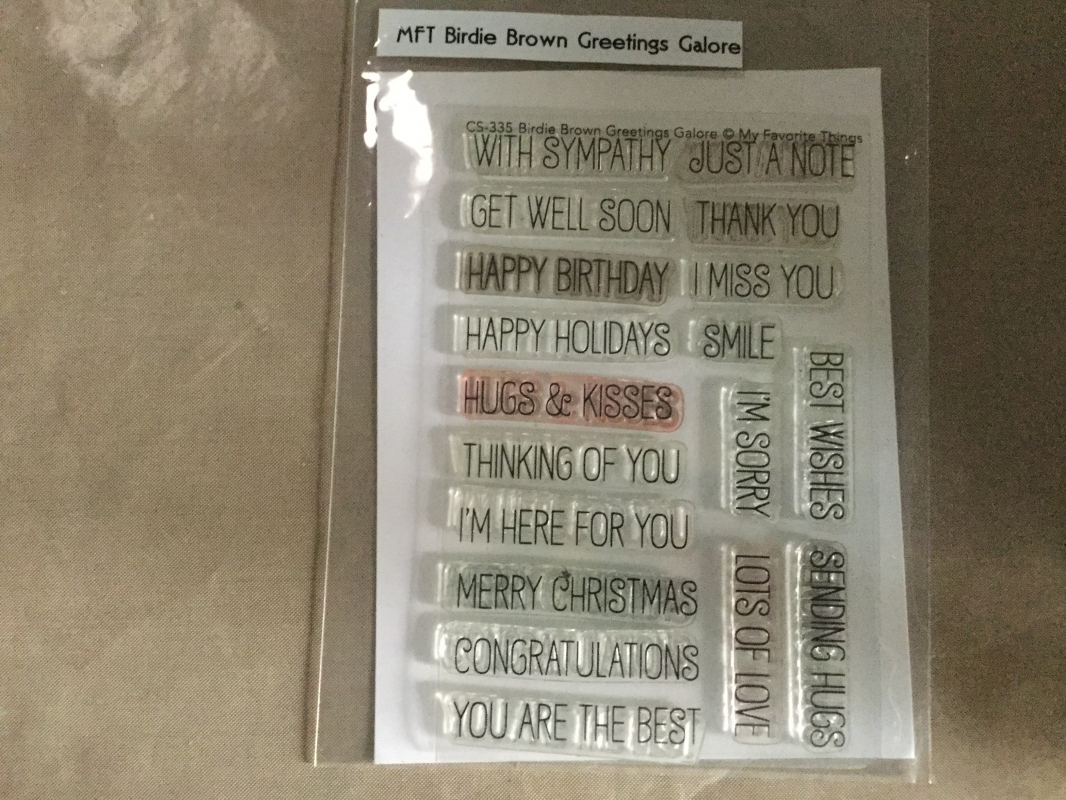 MFT Birdie Brown Greetings Galore
CS-335 Birdie Brown Greetings Galore © My Favorite Things
WITH SYMPATHY
JUST A NOTE
GET WELL SOON
THANK YOU
HAPPY BIRTHDAY
I MISS YOU
HAPPY HOLIDAYS
SMILE
HUGS & KISSES
THINKING OF YOU
I'M HERE FOR YOU
MERRY CHRISTMAS
CONGRATULATIONS
YOU ARE THE BEST
I'M SORRY
BEST WISHES
LOTS OF LOVE
SENDING HUGS